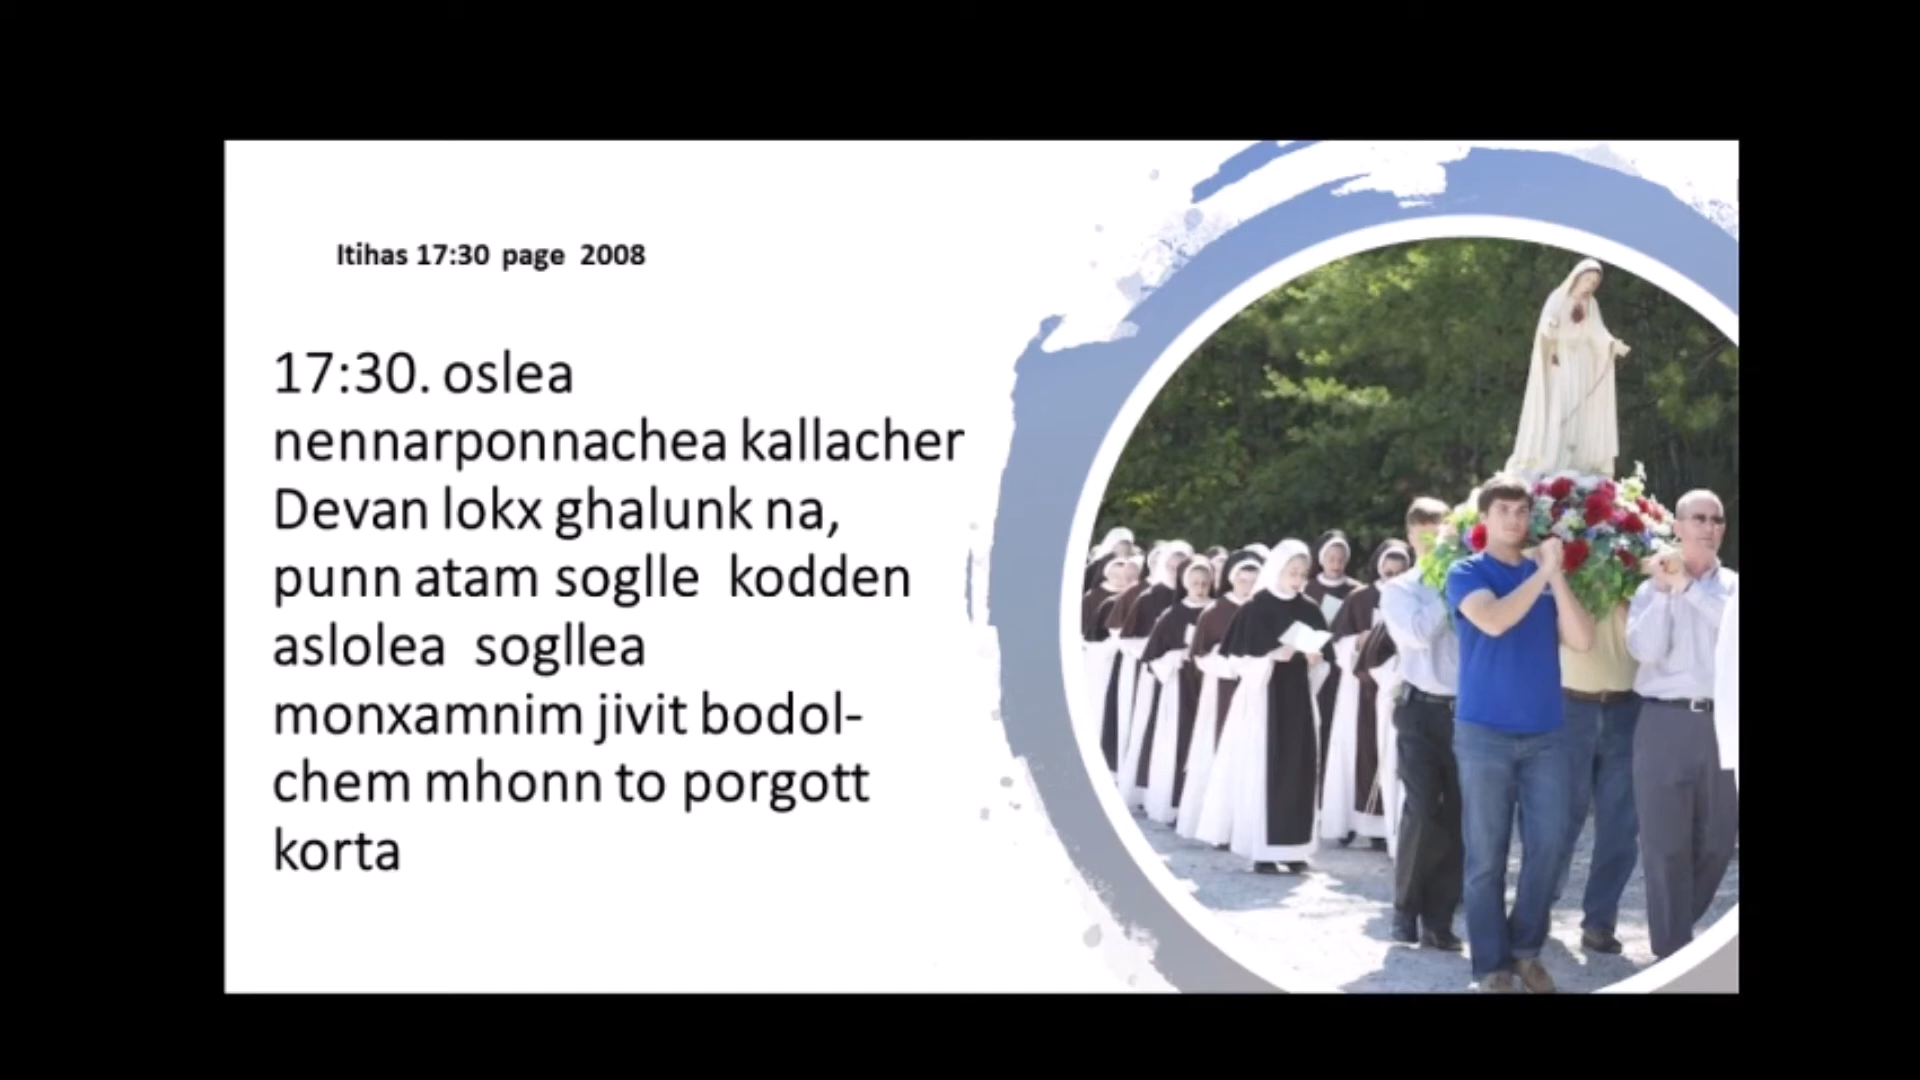 Itihas 17:30 page 2008
17:30. oslea
nennarponnachea kallacher
Devan lokx ghalunk na,
punn atam soglle kodden
aslolea sogllea
monxamnim jivit bodol-
chem mhonn to porgott
korta